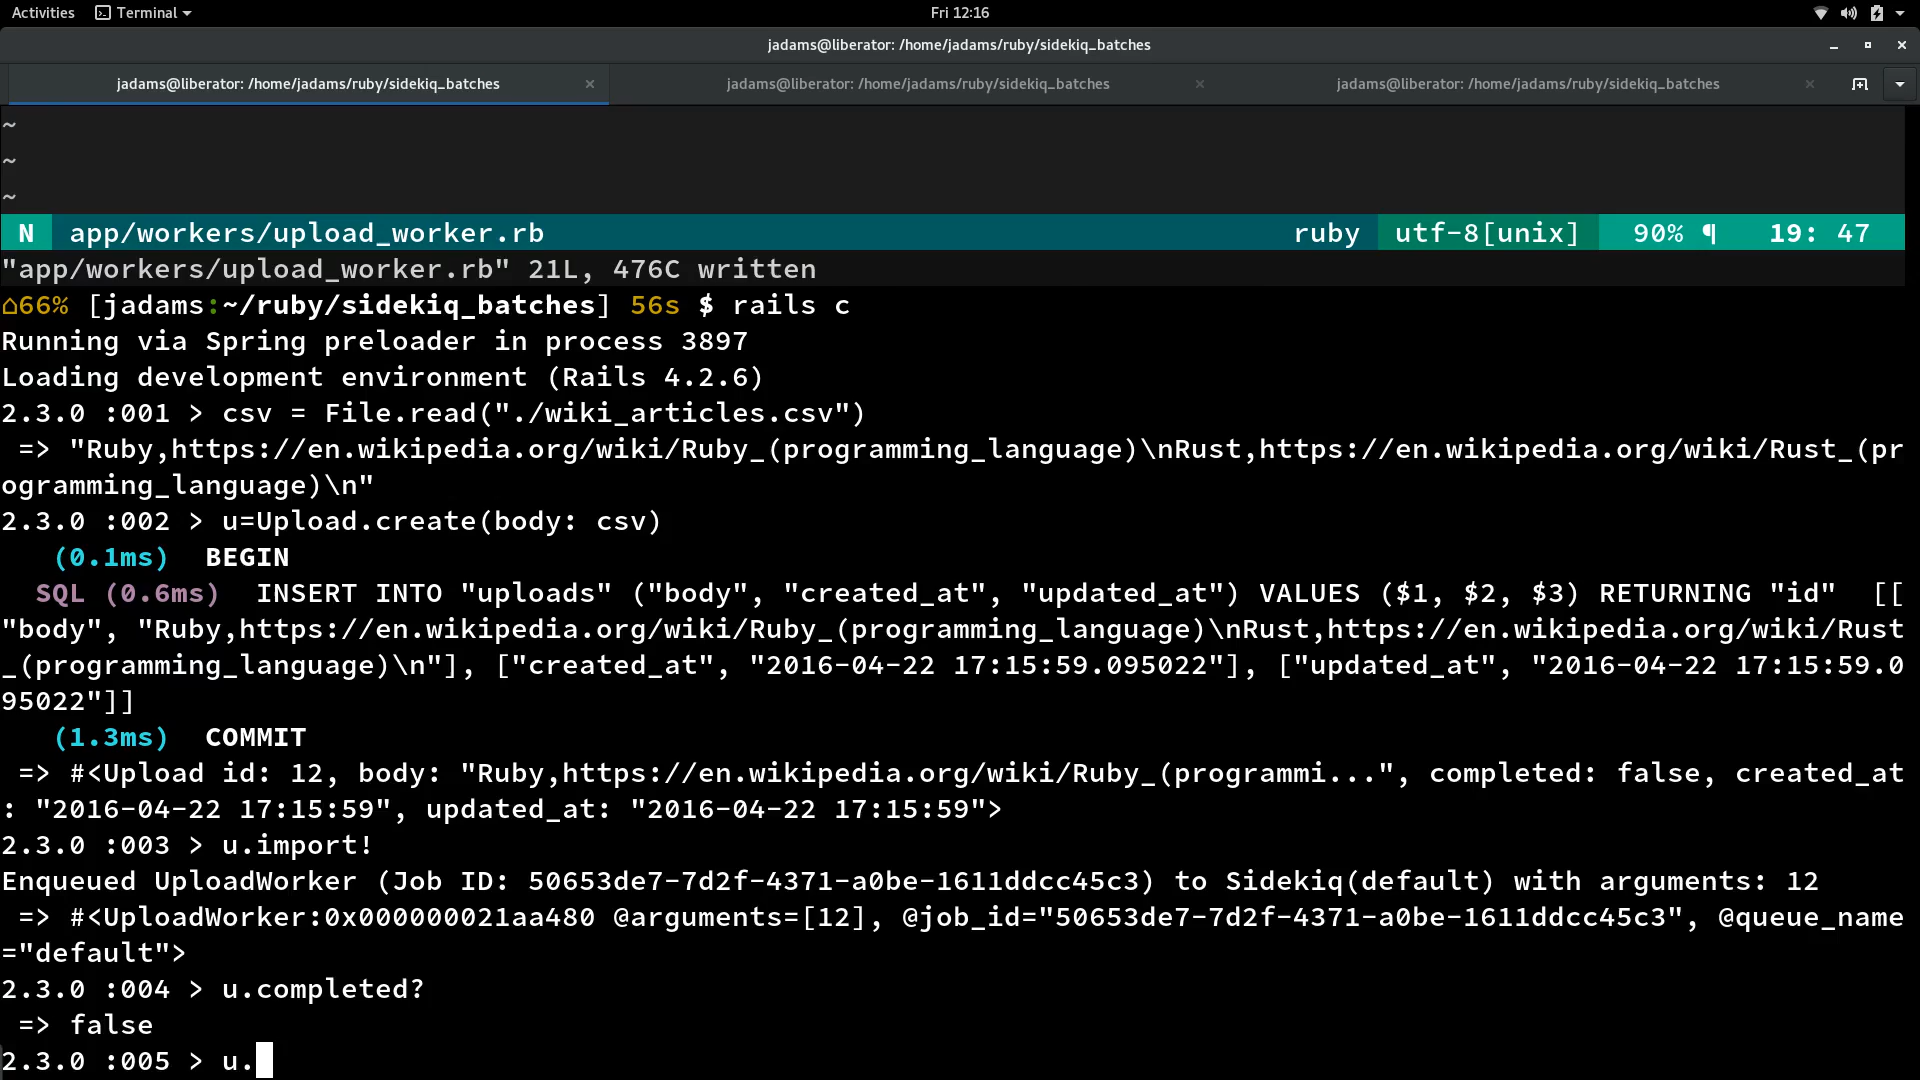 Activities Terminal Fri 12:16
jadams@liberator: /home/jadams/ruby/sidekiq_batches
jadams@liberator: /home/jadams/ruby/sidekiq_batches × jadams@liberator: /home/jadams/ruby/sidekiq_batches × jadams@liberator: /home/jadams/ruby/sidekiq_batches ×
~
~
~
N app/workers/upload_worker.rb ruby utf-8[unix] 90% ¶ 19: 47
"app/workers/upload_worker.rb" 21L, 476C written
⌂66% [jadams:~/ruby/sidekiq_batches] 56s $ rails c
Running via Spring preloader in process 3897
Loading development environment (Rails 4.2.6)
2.3.0 :001 > csv = File.read("./wiki_articles.csv")
 => "Ruby,https://en.wikipedia.org/wiki/Ruby_(programming_language)\nRust,https://en.wikipedia.org/wiki/Rust_(pr
ogramming_language)\n"
2.3.0 :002 > u=Upload.create(body: csv)
   (0.1ms)  BEGIN
  SQL (0.6ms)  INSERT INTO "uploads" ("body", "created_at", "updated_at") VALUES ($1, $2, $3) RETURNING "id"  [[
"body", "Ruby,https://en.wikipedia.org/wiki/Ruby_(programming_language)\nRust,https://en.wikipedia.org/wiki/Rust
_(programming_language)\n"], ["created_at", "2016-04-22 17:15:59.095022"], ["updated_at", "2016-04-22 17:15:59.0
95022"]]
   (1.3ms)  COMMIT
 => #<Upload id: 12, body: "Ruby,https://en.wikipedia.org/wiki/Ruby_(programmi...", completed: false, created_at
: "2016-04-22 17:15:59", updated_at: "2016-04-22 17:15:59">
2.3.0 :003 > u.import!
Enqueued UploadWorker (Job ID: 50653de7-7d2f-4371-a0be-1611ddcc45c3) to Sidekiq(default) with arguments: 12
 => #<UploadWorker:0x000000021aa480 @arguments=[12], @job_id="50653de7-7d2f-4371-a0be-1611ddcc45c3", @queue_name
="default">
2.3.0 :004 > u.completed?
 => false
2.3.0 :005 > u.